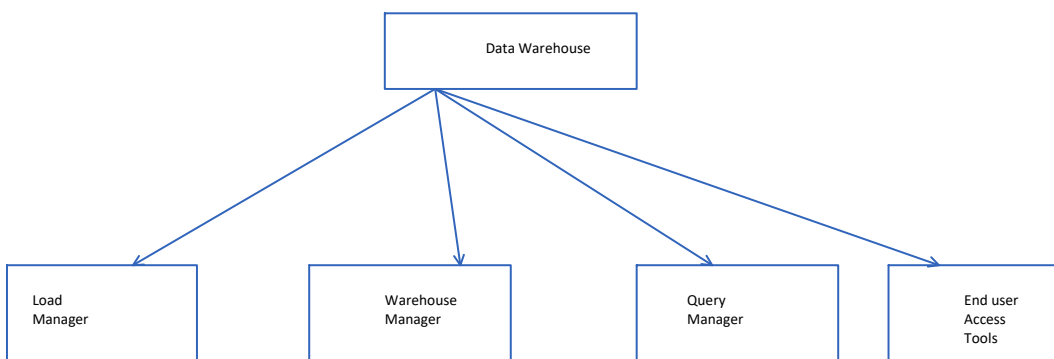 Data Warehouse
Load
Manager
Warehouse
Manager
Query
Manager
End user
Access
Tools